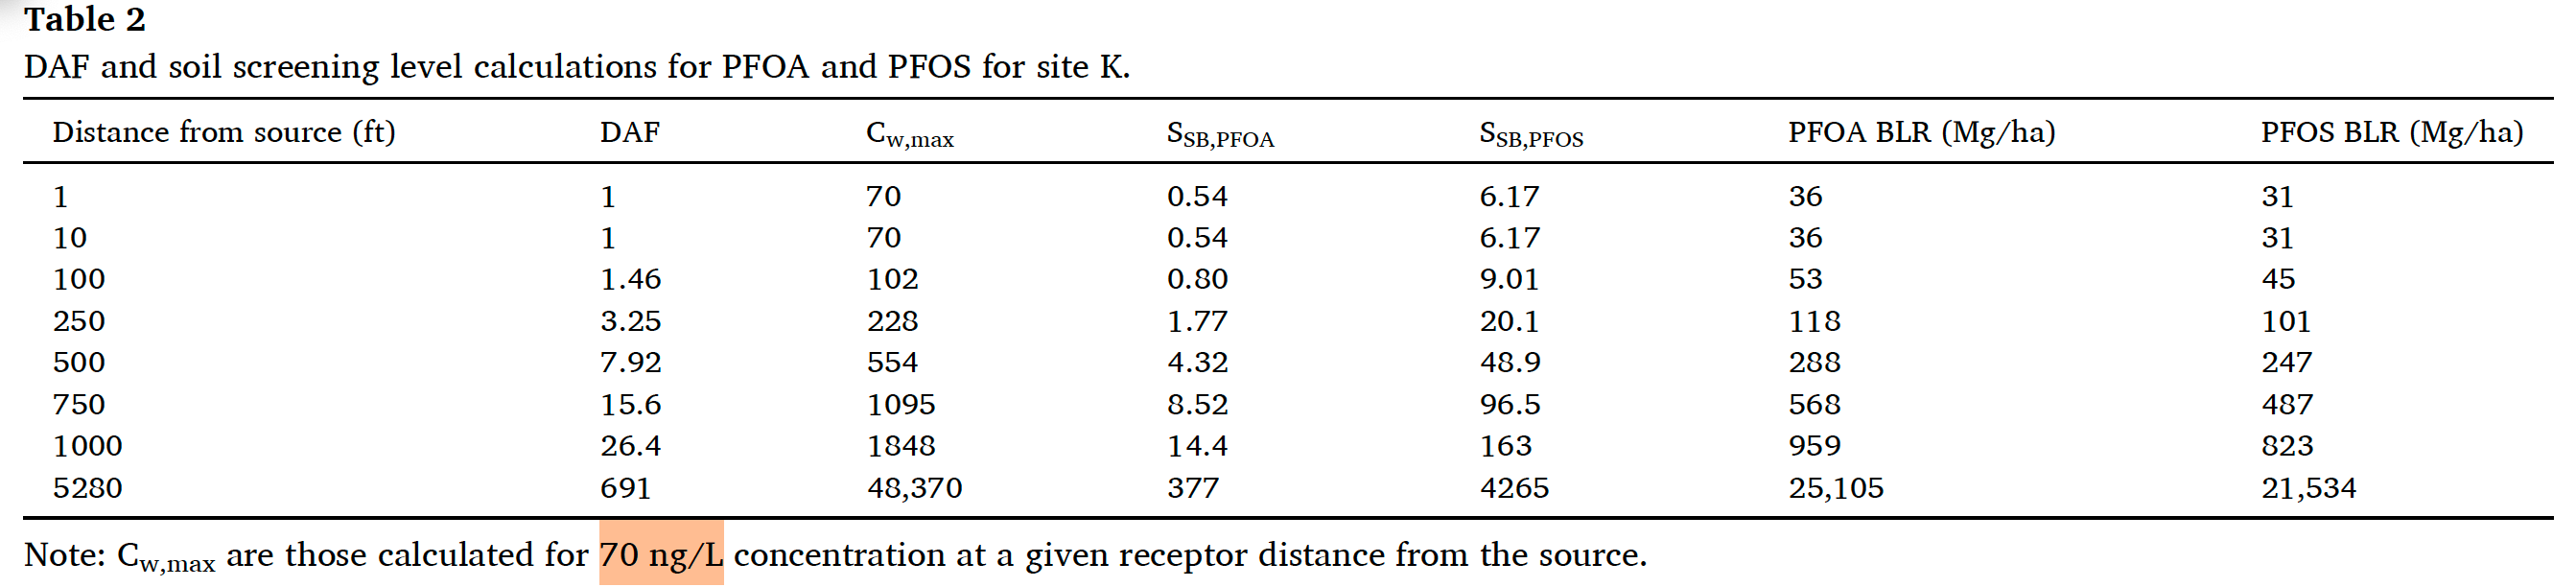 Table 2
DAF and soil screening level calculations for PFOA and PFOS for site K.
Distance from source (ft) DAF Cw,max SSB,PFOA SSB,PFOS PFOA BLR (Mg/ha) PFOS BLR (Mg/ha)
1 1 70 0.54 6.17 36 31
10 1 70 0.54 6.17 36 31
100 1.46 102 0.80 9.01 53 45
250 3.25 228 1.77 20.1 118 101
500 7.92 554 4.32 48.9 288 247
750 15.6 1095 8.52 96.5 568 487
1000 26.4 1848 14.4 163 959 823
5280 691 48,370 377 4265 25,105 21,534
Note: Cw,max are those calculated for 70 ng/L concentration at a given receptor distance from the source.